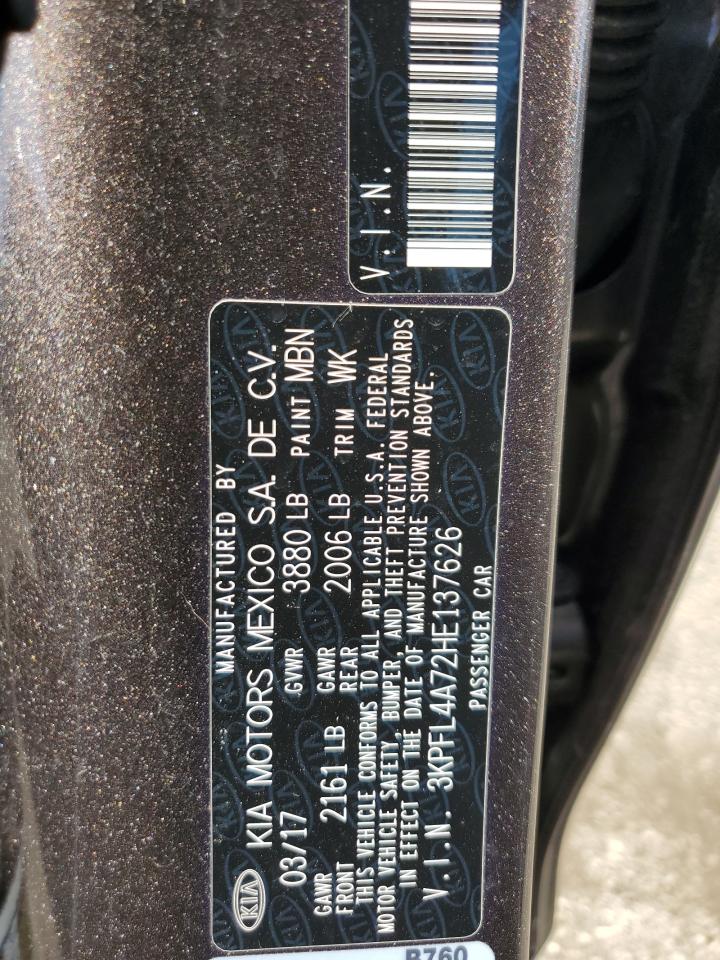 V.I.N.
MANUFACTURED BY
KIA KIA MOTORS MEXICO S.A. DE C.V.
03/17 GVWR 3880 LB PAINT MBN
GAWR FRONT 2161 LB GAWR REAR 2006 LB TRIM WK
THIS VEHICLE CONFORMS TO ALL APPLICABLE U.S.A. FEDERAL
MOTOR VEHICLE SAFETY, BUMPER, AND THEFT PREVENTION STANDARDS
IN EFFECT ON THE DATE OF MANUFACTURE SHOWN ABOVE.
V.I.N. 3KPFL4A72HE137626
PASSENGER CAR
B760